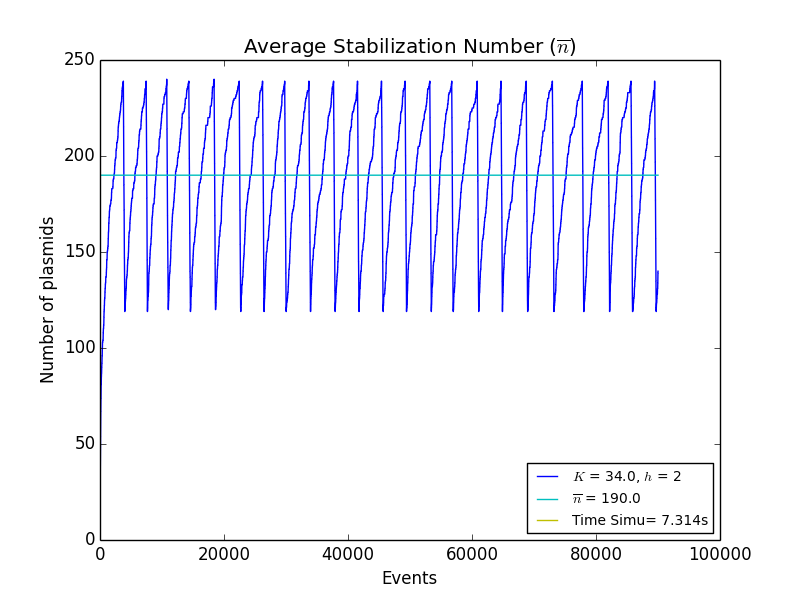 Average Stabilization Number (n̅)
250
200
150
100
50
0
Number of plasmids
0 20000 40000 60000 80000 100000
Events
K = 34.0, h = 2
n̅ = 190.0
Time Simu= 7.314s